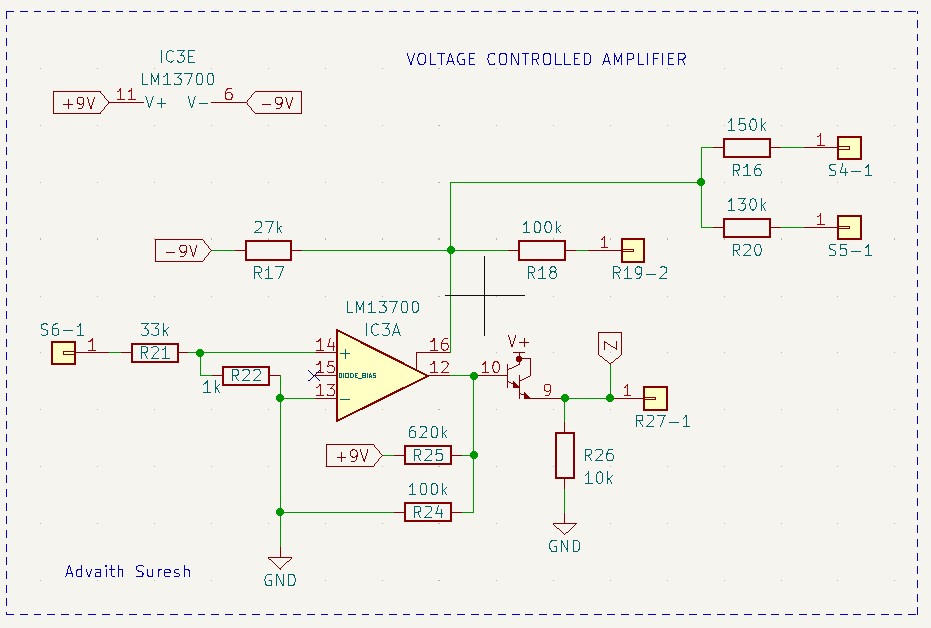 IC3E
LM13700
VOLTAGE CONTROLLED AMPLIFIER
+9V 11 V+ V- 6 -9V
150k
1
R16 S4-1
130k
1
R20 S5-1
27k 100k
-9V 1
R17 R18 R19-2
LM13700
IC3A
S6-1 33k
1 R21 14 + 16 V+ Z
1k R22 15 DIODE_BIAS 12 10
13 - 9 1
R27-1
620k
+9V R25
R26
10k
100k
R24
GND
GND
Advaith Suresh